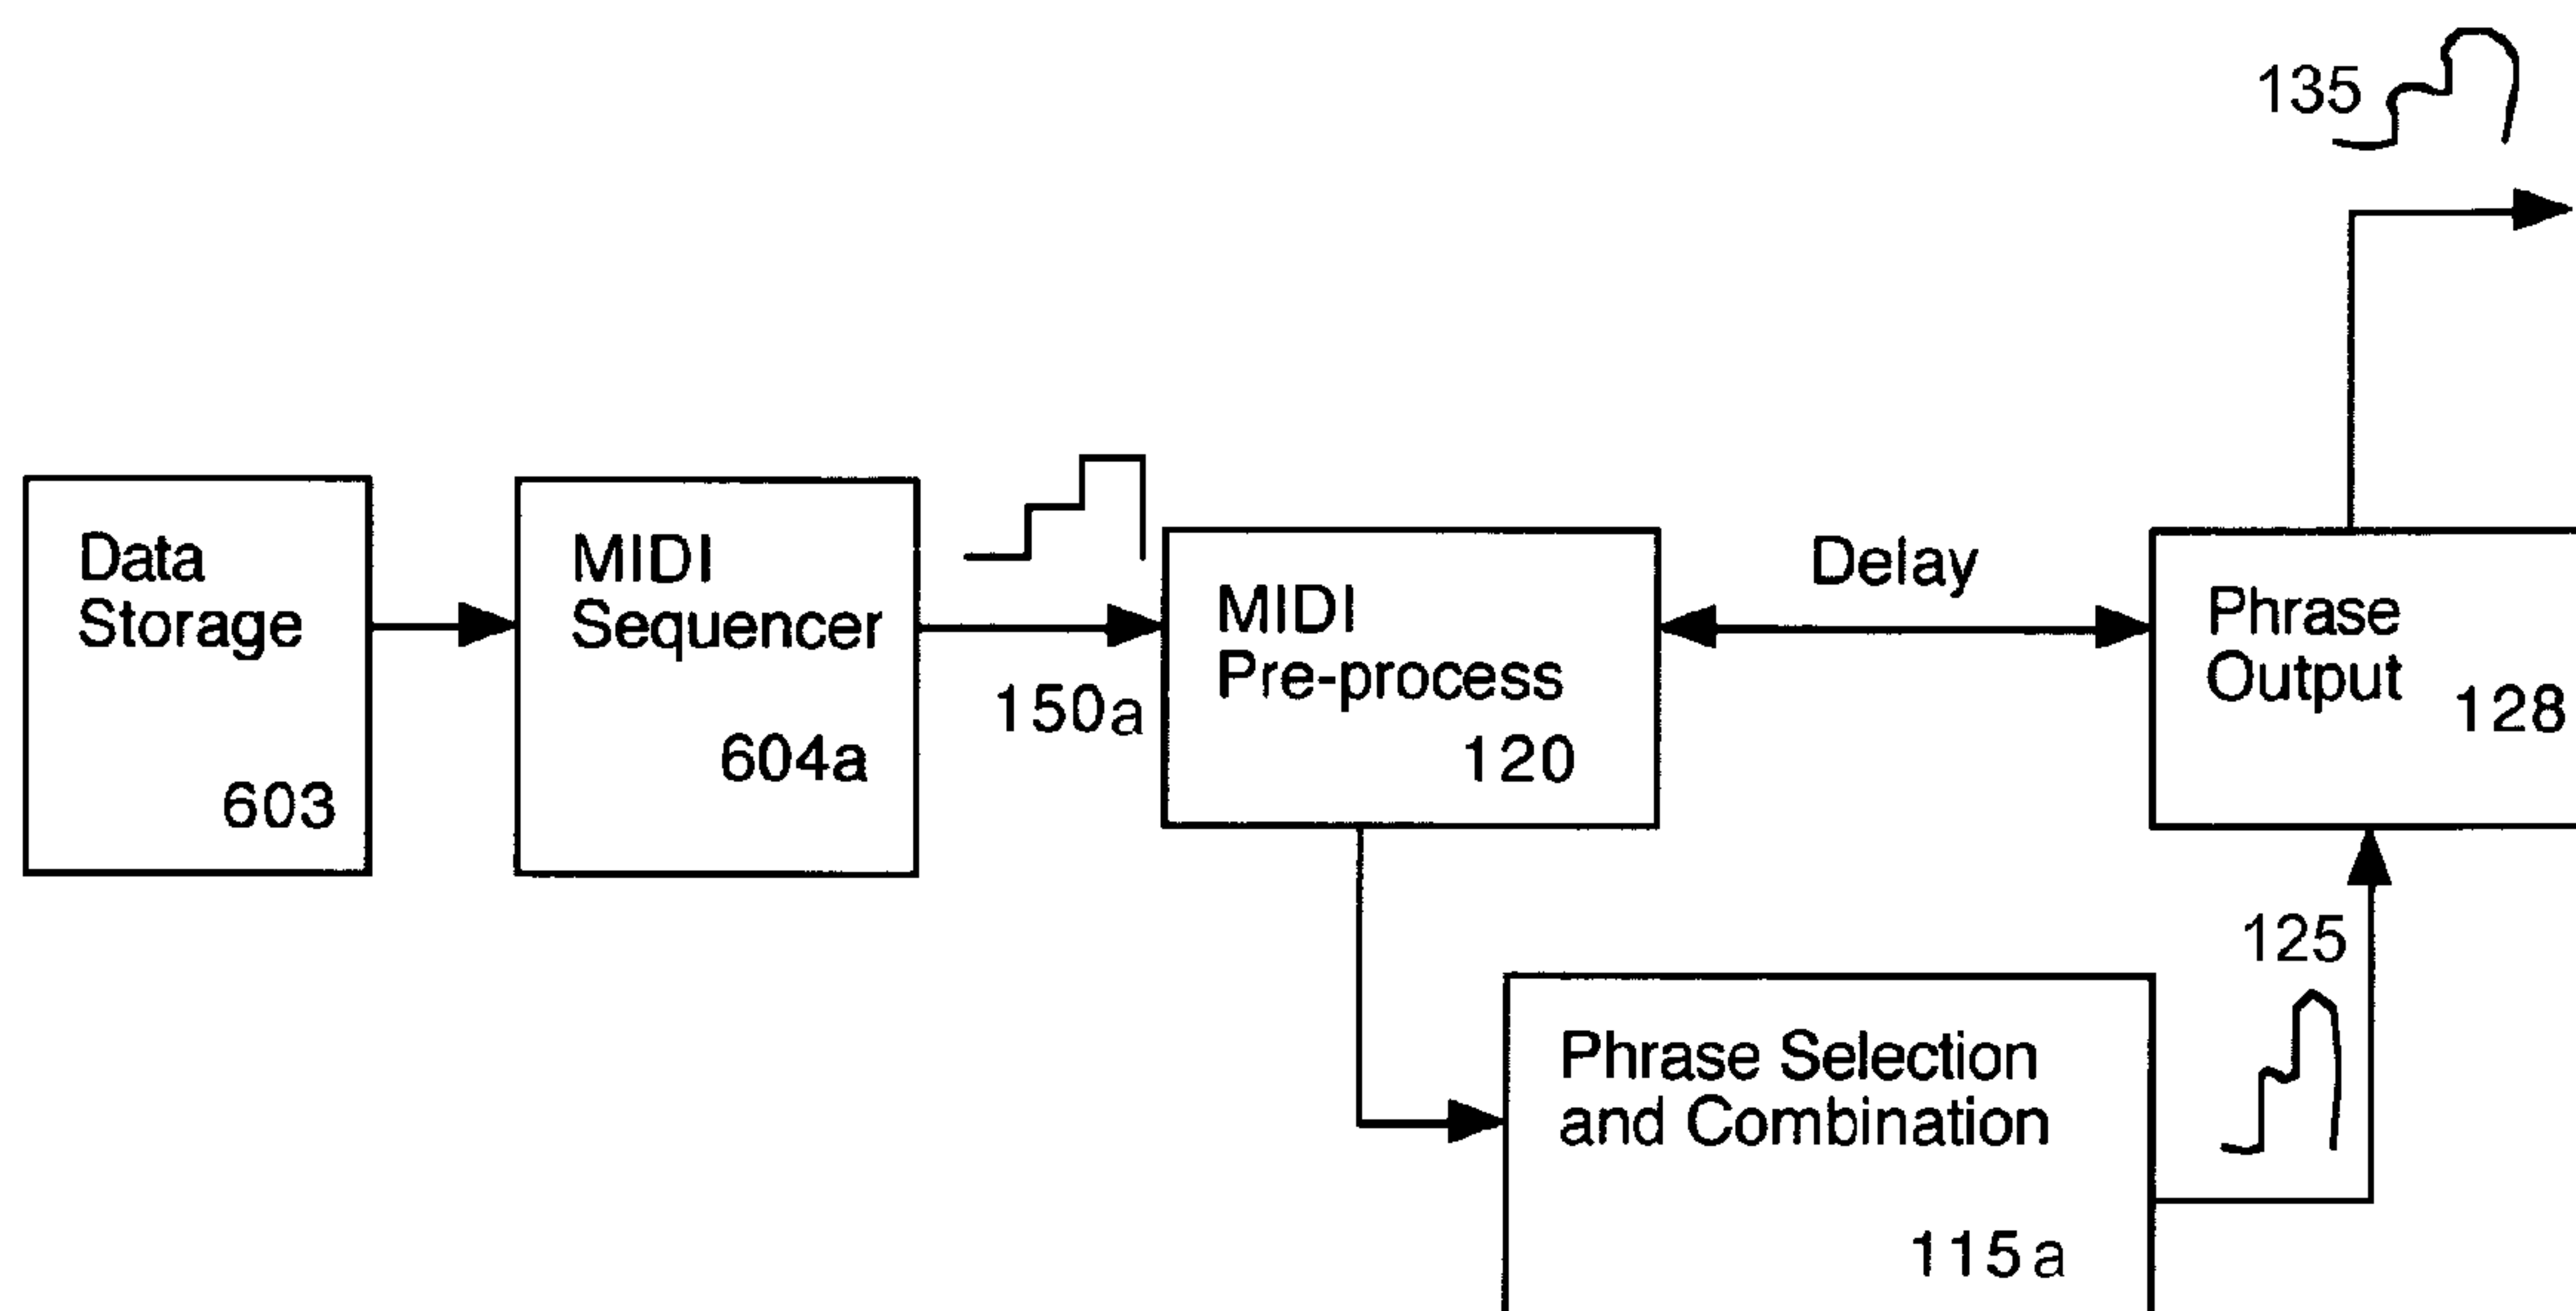 135
Data
Storage
603
MIDI
Sequencer
604a
150a
MIDI
Pre-process
120
Delay
Phrase
Output
128
125
Phrase Selection
and Combination
115a